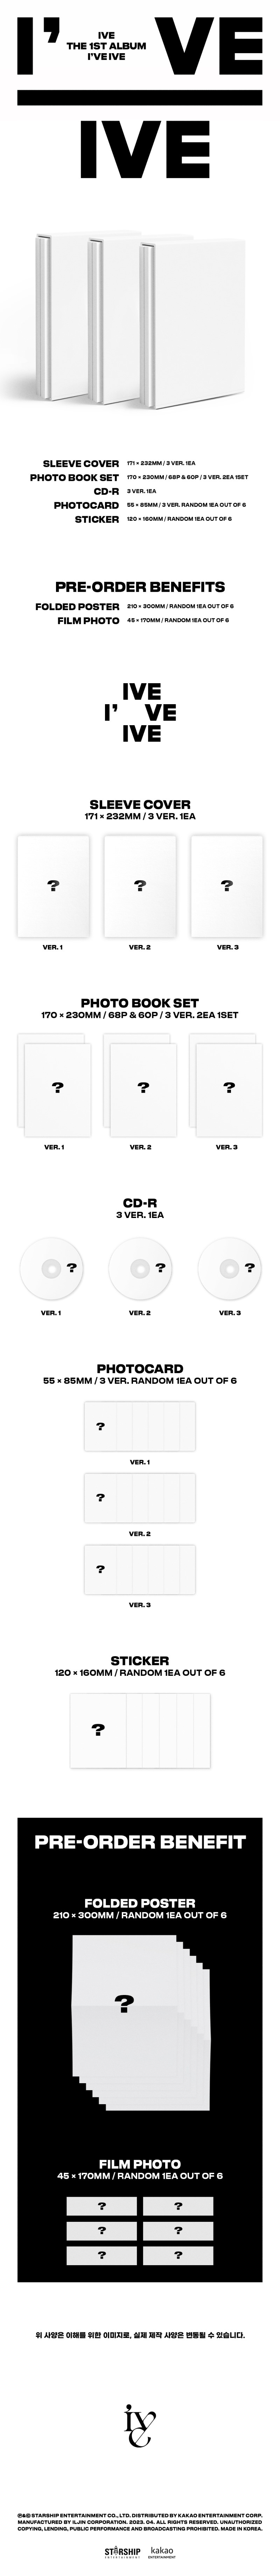 I'VE
IVE
THE 1ST ALBUM
I'VE IVE
IVE
SLEEVE COVER 171 × 232MM / 3 VER. 1EA
PHOTO BOOK SET 170 × 230MM / 68P & 60P / 3 VER. 2EA 1SET
CD-R 3 VER. 1EA
PHOTOCARD 55 × 85MM / 3 VER. RANDOM 1EA OUT OF 6
STICKER 120 × 160MM / RANDOM 1EA OUT OF 6
PRE-ORDER BENEFITS
FOLDED POSTER 210 × 300MM / RANDOM 1EA OUT OF 6
FILM PHOTO 45 × 170MM / RANDOM 1EA OUT OF 6
IVE
I' VE
IVE
SLEEVE COVER
171 × 232MM / 3 VER. 1EA
? ? ?
VER. 1 VER. 2 VER. 3
PHOTO BOOK SET
170 × 230MM / 68P & 60P / 3 VER. 2EA 1SET
? ? ?
VER. 1 VER. 2 VER. 3
CD-R
3 VER. 1EA
? ? ?
VER. 1 VER. 2 VER. 3
PHOTOCARD
55 × 85MM / 3 VER. RANDOM 1EA OUT OF 6
?
VER. 1
?
VER. 2
?
VER. 3
STICKER
120 × 160MM / RANDOM 1EA OUT OF 6
?
PRE-ORDER BENEFIT
FOLDED POSTER
210 × 300MM / RANDOM 1EA OUT OF 6
?
FILM PHOTO
45 × 170MM / RANDOM 1EA OUT OF 6
? ?
? ?
? ?
위 사양은 이해를 위한 이미지로, 실제 제작 사양은 변동될 수 있습니다.
ive
℗&© STARSHIP ENTERTAINMENT CO., LTD. DISTRIBUTED BY KAKAO ENTERTAINMENT CORP.
MANUFACTURED BY ILJIN CORPORATION. 2023. 04. ALL RIGHTS RESERVED. UNAUTHORIZED
COPYING, LENDING, PUBLIC PERFORMANCE AND BROADCASTING PROHIBITED. MADE IN KOREA.
STARSHIP ENTERTAINMENT
kakao ENTERTAINMENT